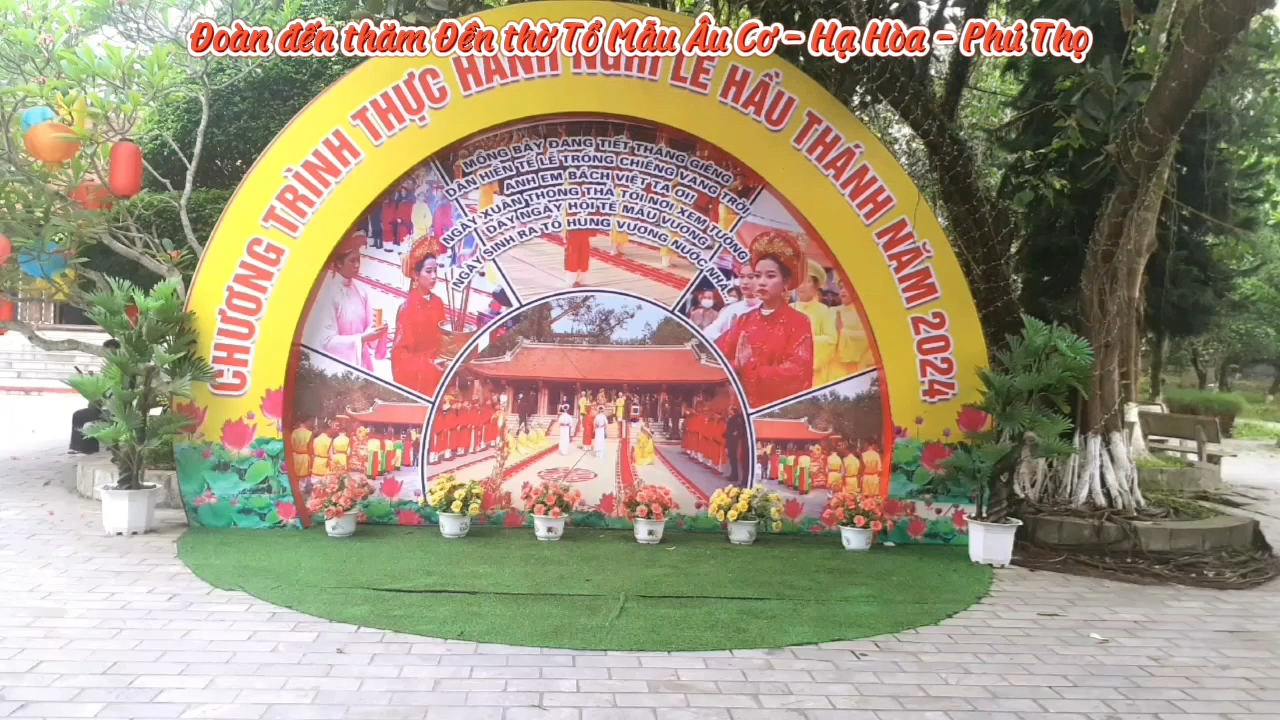 Đoàn đến thăm Đền thờ Tổ Mẫu Âu Cơ - Hạ Hòa - Phú Thọ
CHƯƠNG TRÌNH THỰC HÀNH NGHI LỄ HẦU THÁNH NĂM 2024
MỒNG BẢY ĐANG TIẾT THÁNG GIÊNG
DÂN HIẾN TẾ LỄ TRỐNG CHIÊNG VANG TRỜI
ANH EM BÁCH VIỆT TA ƠI!
NGÀY XUÂN THONG THẢ TỚI NƠI XEM TƯỜNG
DẤY NGÀY HỘI TẾ MẪU VƯƠNG
NGÀY SINH RA TỔ HÙNG VƯƠNG NƯỚC NHÀ.